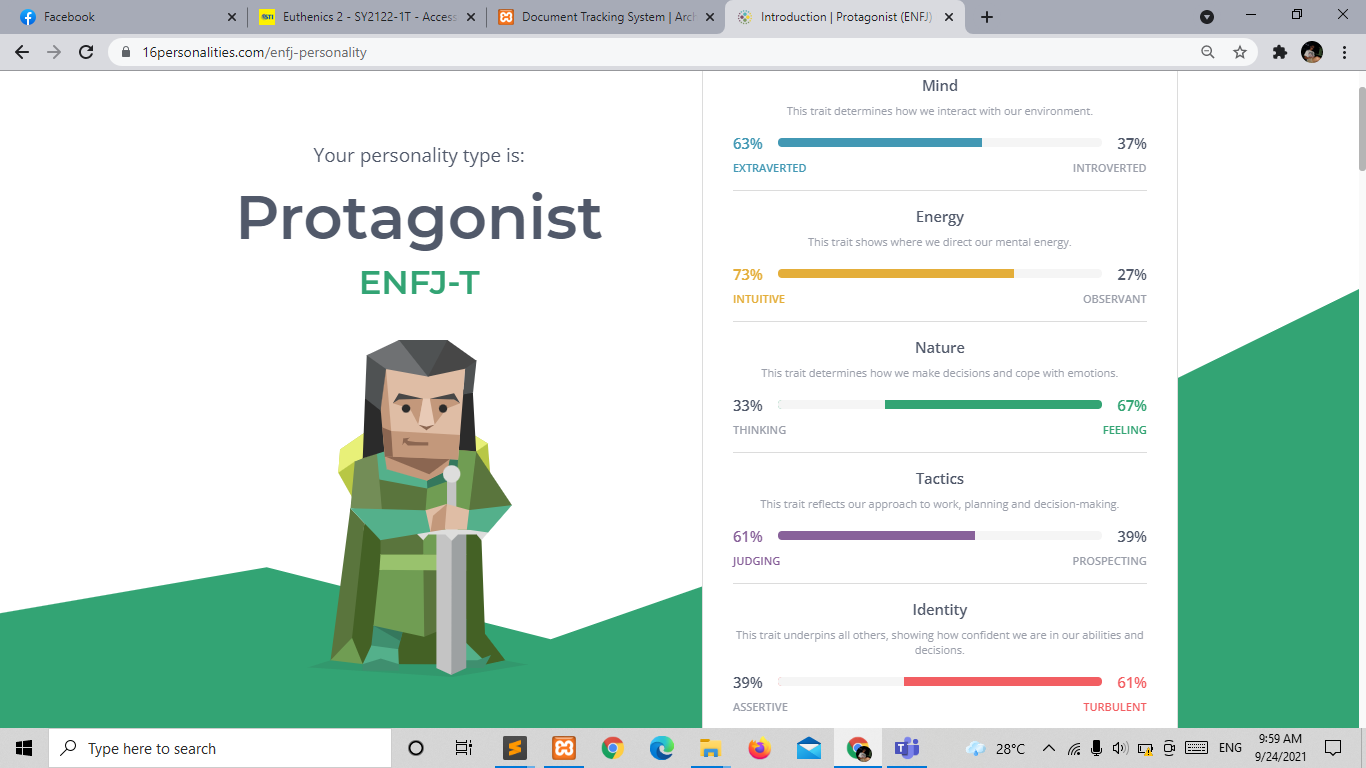 Facebook
STI
Euthenics 2 - SY2122-1T - Access
Document Tracking System | Arc
Introduction | Protagonist (ENFJ)
16personalities.com/enfj-personality
Your personality type is:
Protagonist
ENFJ-T
Mind
This trait determines how we interact with our environment.
63% 37%
EXTRAVERTED INTROVERTED
Energy
This trait shows where we direct our mental energy.
73% 27%
INTUITIVE OBSERVANT
Nature
This trait determines how we make decisions and cope with emotions.
33% 67%
THINKING FEELING
Tactics
This trait reflects our approach to work, planning and decision-making.
61% 39%
JUDGING PROSPECTING
Identity
This trait underpins all others, showing how confident we are in our abilities and
decisions.
39% 61%
ASSERTIVE TURBULENT
Type here to search
28°C
ENG
9:59 AM
9/24/2021